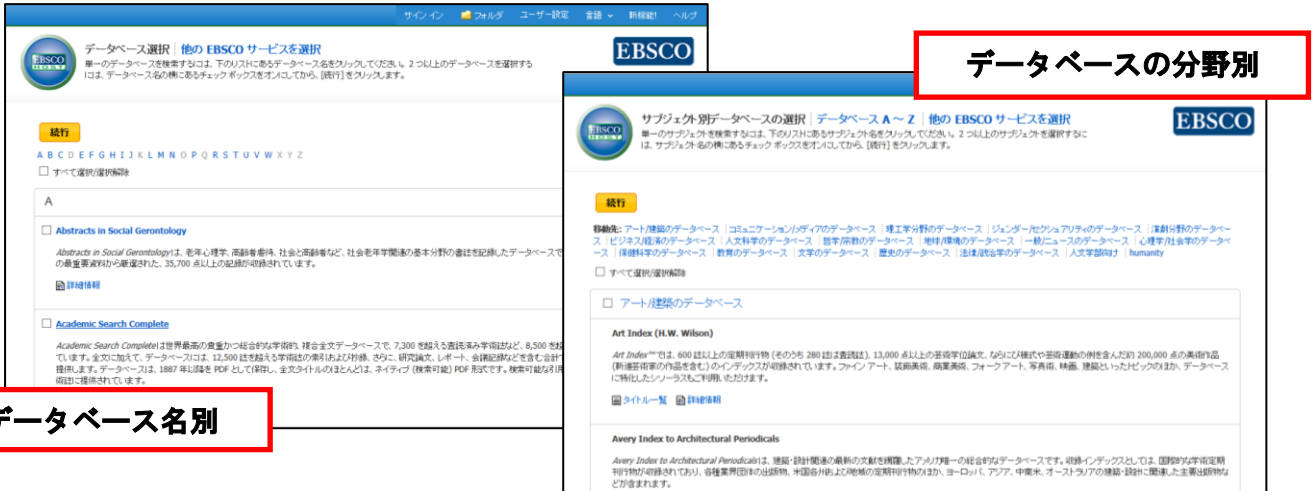 サインイン フォルダ ユーザー設定 言語 新機能! ヘルプ
EBSCO HOST
データベース選択 | 他の EBSCO サービスを選択
単一のデータベースを検索するには、下のリストにあるデータベース名をクリックしてください。2つ以上のデータベースを選択する
には、データベース名の横にあるチェック ボックスをオンにしてから、[続行] をクリックします。
EBSCO
続行
A B C D E F G H I J K L M N O P Q R S T U V W X Y Z
すべて選択/選択解除
A
Abstracts in Social Gerontology
Abstracts in Social Gerontologyは、老年心理学、高齢者虐待、社会と高齢者など、社会老年学関連の基本分野の書誌を記録したデータベースで
の最重要資料から厳選された、35,700 点以上の記録が収録されています。
詳細情報
Academic Search Complete
Academic Search Completeは世界最高の貴重かつ総合的な学術的、複合全文データベースで、7,300 を超える査読済み学術誌など、8,500 を超
ています。全文に加えて、データベースには、12,500 誌を超える学術誌の索引および抄録、さらに、研究論文、レポート、会議記録などを含む合計
提供します。データベースは、1887 年以降を PDF として保存し、全文タイトルのほとんどは、ネイティブ (検索可能) PDF 形式です。検索可能な引用
術誌に提供されています。
データベース名別
データベースの分野別
EBSCO HOST
サブジェクト別データベースの選択 | データベース A ~ Z | 他の EBSCO サービスを選択
単一のサブジェクトを検索するには、下のリストにあるサブジェクト名をクリックしてください。2つ以上のサブジェクトを選択するに
は、サブジェクト名の横にあるチェック ボックスをオンにしてから、[続行] をクリックします。
EBSCO
続行
移動先: アート/建築のデータベース | コミュニケーション/メディアのデータベース | 理工学分野のデータベース | ジェンダー/セクシュアリティのデータベース | 演劇分野のデータベー
ス | ビジネス/経済のデータベース | 人文科学のデータベース | 哲学/宗教のデータベース | 地球/環境のデータベース | 一般/ニュースのデータベース | 心理学/社会学のデータベ
ース | 保健科学のデータベース | 教育のデータベース | 文学のデータベース | 歴史のデータベース | 法律/政治学のデータベース | 人文学部向け | humanity
すべて選択/選択解除
アート/建築のデータベース
Art Index (H.W. Wilson)
Art Index™では、600 誌以上の定期刊行物 (そのうち 280 誌は査読誌)、13,000 点以上の芸術学位論文、ならびに様式や芸術運動の例を含んだ約 200,000 点の美術作品
(新進芸術家の作品を含む) のインデックスが収録されています。ファイン アート、装飾美術、商業美術、フォーク アート、写真術、映画、建築といったトピックのほか、データベース
に特化したシソーラスもご利用いただけます。
タイトル一覧 詳細情報
Avery Index to Architectural Periodicals
Avery Index to Architectural Periodicalsは、建築・設計関連の最新の文献を網羅したアメリカ唯一の総合的なデータベースです。収録インデックスとしては、国際的な学術定期
刊行物が収録されており、各種業界団体の出版物、米国各州および地域の定期刊行物のほか、ヨーロッパ、アジア、中南米、オーストラリアの建築・設計に関連した主要出版物な
どが含まれます。